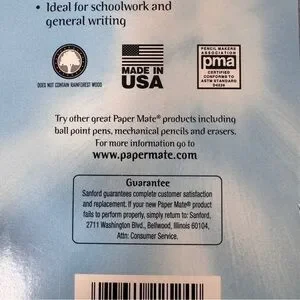 • Ideal for schoolwork and
general writing
DOES NOT CONTAIN RAINFOREST WOOD
MADE IN
USA
PENCIL MAKERS
ASSOCIATION
pma
CERTIFIED
CONFORMS TO
ASTM STANDARD
D4236
Try other great Paper Mate® products including
ball point pens, mechanical pencils and erasers.
For more information go to
www.papermate.com
Guarantee
Sanford guarantees complete customer satisfaction
and replacement. If your new Paper Mate® product
fails to perform properly, simply return to: Sanford,
2711 Washington Blvd., Bellwood, Illinois 60104,
Attn: Consumer Service.